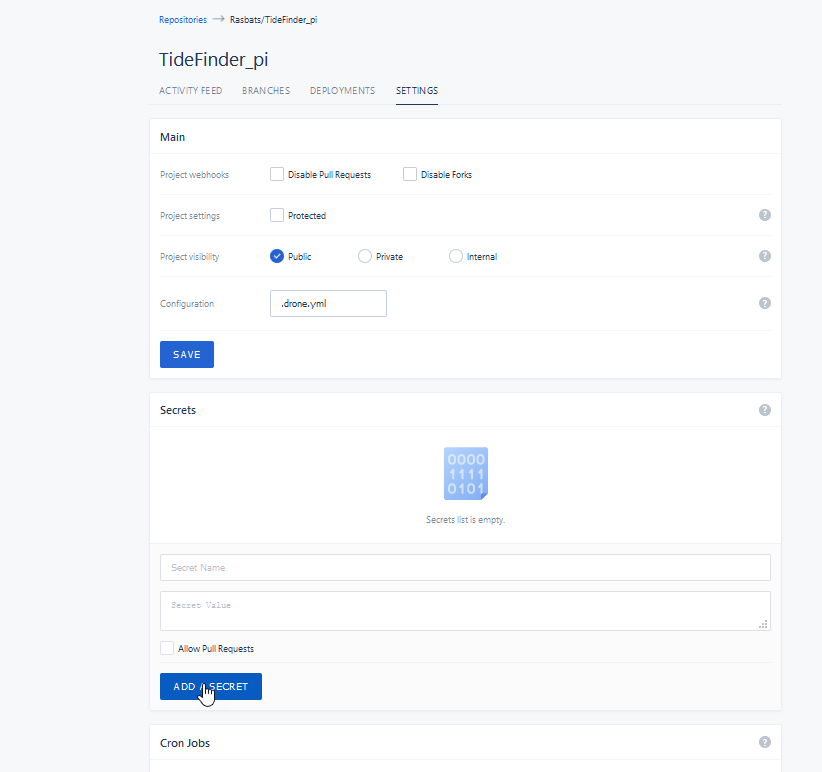 Repositories → Rasbats/TideFinder_pi
TideFinder_pi
ACTIVITY FEED BRANCHES DEPLOYMENTS SETTINGS
Main
Project webhooks Disable Pull Requests Disable Forks
Project settings Protected ?
Project visibility Public Private Internal ?
Configuration .drone.yml ?
SAVE
Secrets ?
0000
1111
0101
Secrets list is empty.
Secret Name
Secret Value
Allow Pull Requests
ADD A SECRET
Cron Jobs ?